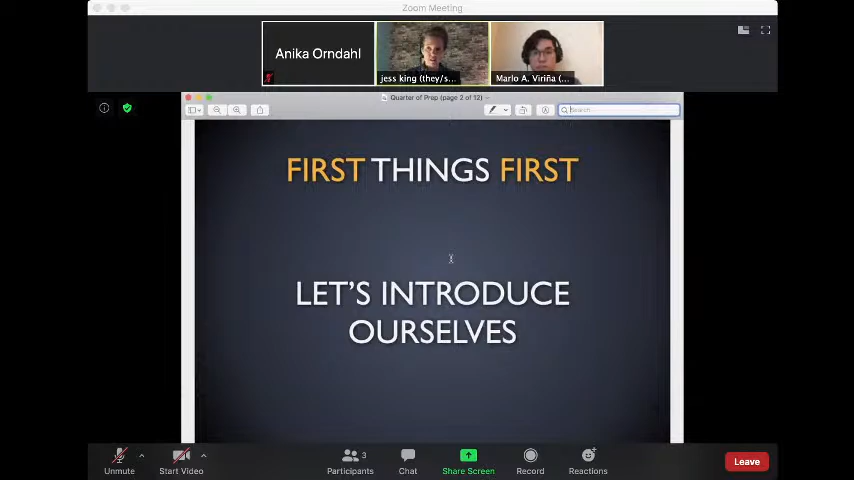 Zoom Meeting
Anika Orndahl
jess king (they/s...
Marlo A. Viriña (...
Quarter of Prep (page 2 of 12)
Search
FIRST THINGS FIRST
LET'S INTRODUCE
OURSELVES
Unmute
Start Video
Participants
3
Chat
Share Screen
Record
Reactions
Leave